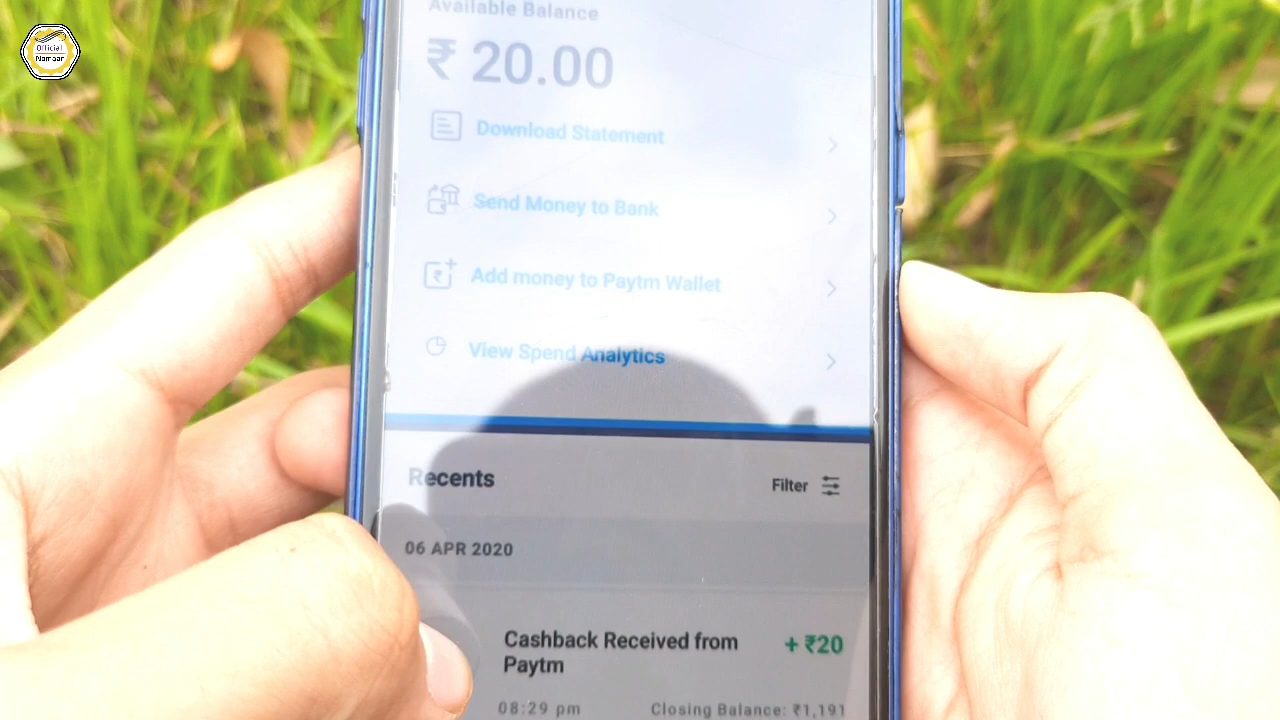 Official
Namaar
Available Balance
₹ 20.00
Download Statement
Send Money to Bank
Add money to Paytm Wallet
View Spend Analytics
Recents
Filter
06 APR 2020
Cashback Received from
Paytm
+ ₹20
08:29 pm
Closing Balance: ₹1,191